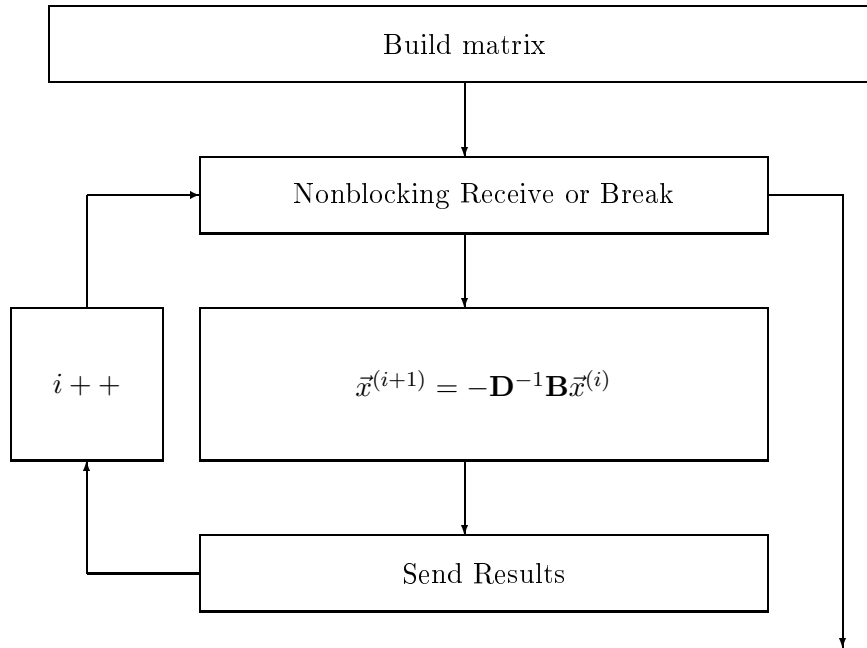 Build matrix
Nonblocking Receive or Break
i + +
x⃗^{(i+1)} = −D^{−1}Bx⃗^{(i)}
Send Results